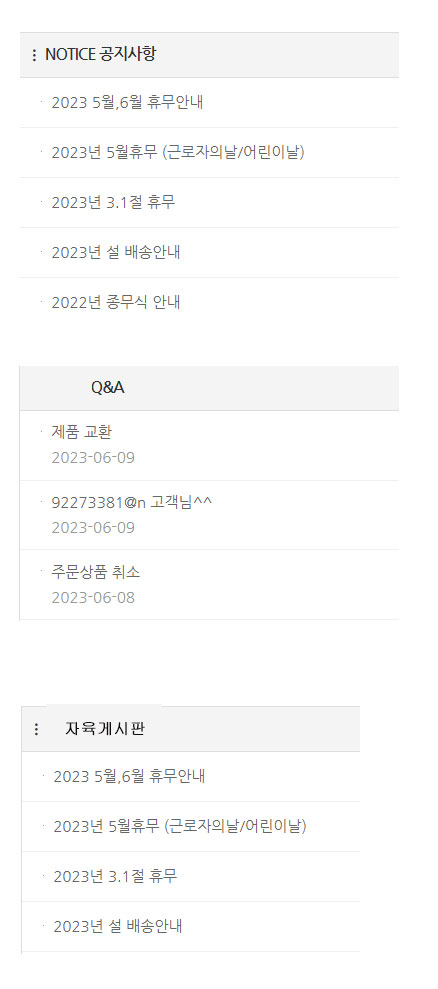 NOTICE 공지사항
2023 5월,6월 휴무안내
2023년 5월휴무 (근로자의날/어린이날)
2023년 3.1절 휴무
2023년 설 배송안내
2022년 종무식 안내
Q&A
제품 교환
2023-06-09
92273381@n 고객님^^
2023-06-09
주문상품 취소
2023-06-08
자육게시판
2023 5월,6월 휴무안내
2023년 5월휴무 (근로자의날/어린이날)
2023년 3.1절 휴무
2023년 설 배송안내